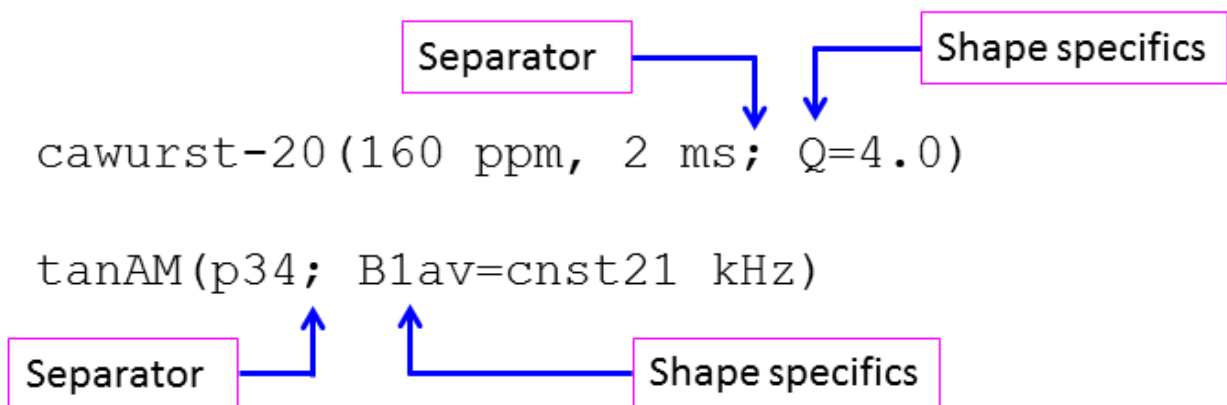 Separator
Shape specifics
cawurst-20(160 ppm, 2 ms; Q=4.0)
tanAM(p34; B1av=cnst21 kHz)
Separator
Shape specifics